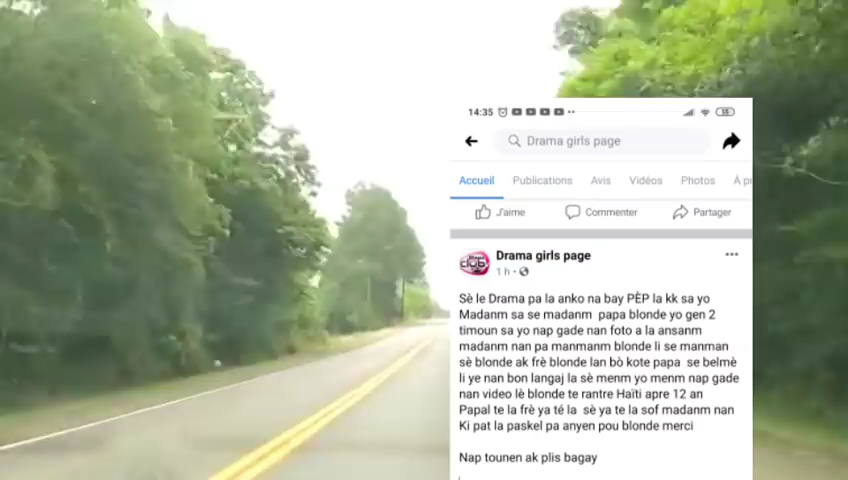 14:35
55
Drama girls page
Accueil Publications Avis Vidéos Photos À pr
J'aime Commenter Partager
DRAMA
club
Drama girls page
1 h
Sè le Drama pa la anko na bay PÈP la kk sa yo
Madanm sa se madanm papa blonde yo gen 2
timoun sa yo nap gade nan foto a la ansanm
madanm nan pa manmanm blonde li se manman
sè blonde ak frè blonde lan bò kote papa se belmè
li ye nan bon langaj la sè menm yo menm nap gade
nan video lè blonde te rantre Haïti apre 12 an
Papal te la frè ya té la sè ya te la sof madanm nan
Ki pat la paskel pa anyen pou blonde merci
Nap tounen ak plis bagay